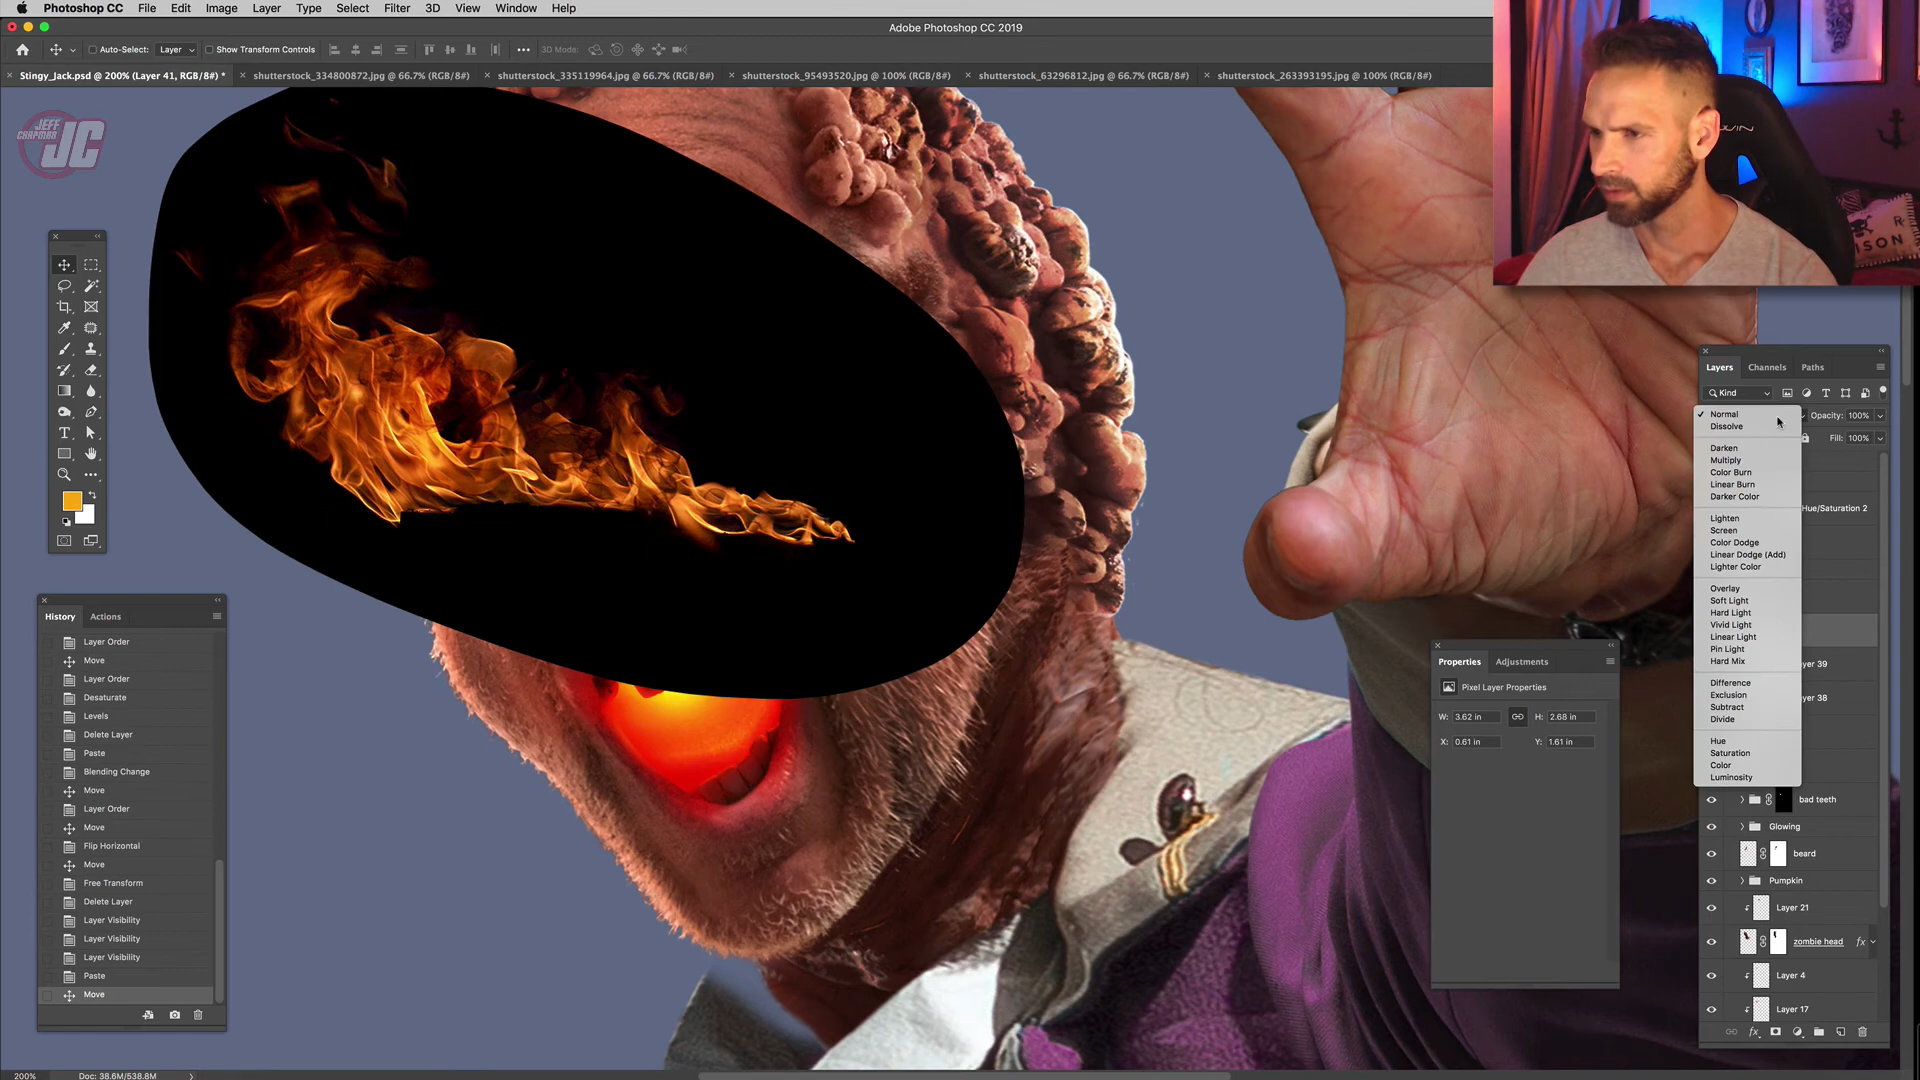 Photoshop CC File Edit Image Layer Type Select Filter 3D View Window Help
Adobe Photoshop CC 2019
Auto-Select: Layer Show Transform Controls 3D Mode:
Stingy_Jack.psd @ 200% (Layer 41, RGB/8#) * shutterstock_334800872.jpg @ 66.7% (RGB/8#) shutterstock_335119964.jpg @ 66.7% (RGB/8#) shutterstock_95493520.jpg @ 100% (RGB/8#) shutterstock_63296812.jpg @ 66.7% (RGB/8#) shutterstock_263393195.jpg @ 100% (RGB/8#)
JEFF
CHAPMAN
JC
History Actions
Layer Order
Move
Layer Order
Desaturate
Levels
Delete Layer
Paste
Blending Change
Move
Layer Order
Move
Flip Horizontal
Move
Free Transform
Delete Layer
Layer Visibility
Layer Visibility
Layer Visibility
Paste
Move
Properties Adjustments
Pixel Layer Properties
W: 3.62 in H: 2.68 in
X: 0.61 in Y: 1.61 in
Layers Channels Paths
Kind
Opacity: 100%
Fill: 100%
Normal
Dissolve
Darken
Multiply
Color Burn
Linear Burn
Darker Color
Lighten
Screen
Color Dodge
Linear Dodge (Add)
Lighter Color
Overlay
Soft Light
Hard Light
Vivid Light
Linear Light
Pin Light
Hard Mix
Difference
Exclusion
Subtract
Divide
Hue
Saturation
Color
Luminosity
Hue/Saturation 2
yer 39
yer 38
bad teeth
Glowing
beard
Pumpkin
Layer 21
zombie head fx
Layer 4
Layer 17
fx
200% Doc: 38.6M/538.8M